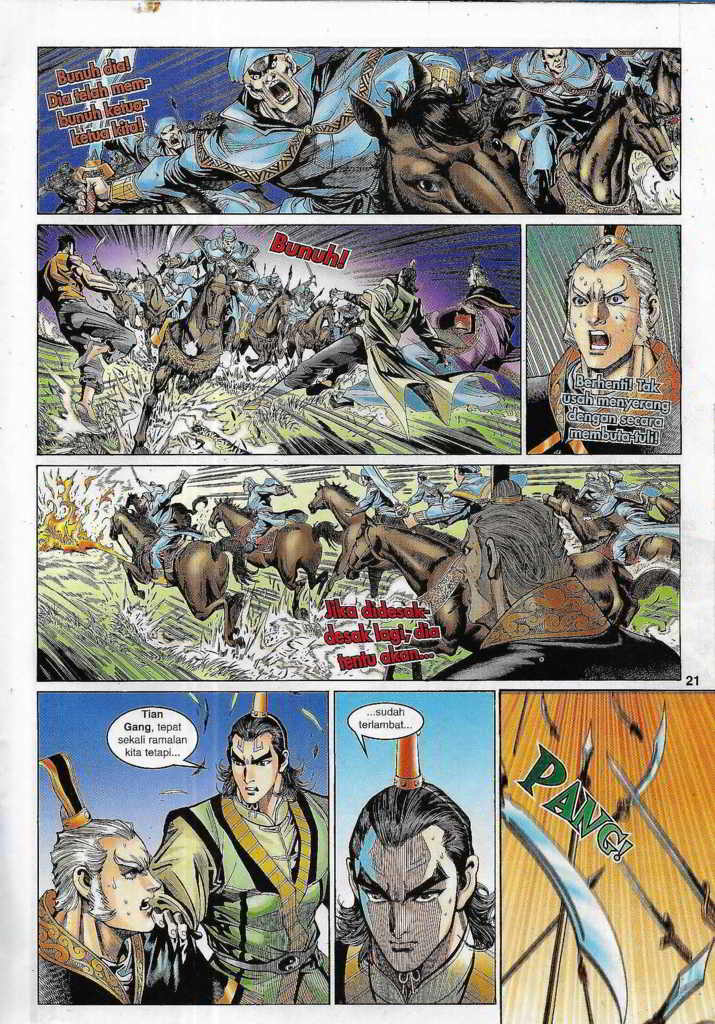 Bunuh dia!
Dia telah mem-
bunuh ketua-
ketua kita!
Bunuh!
Berhenti! Tak
usah menyerang
dengan secara
membuta-tuli!
Jika didesak-
desak lagi, dia
tentu akan...
21
Tian
Gang, tepat
sekali ramalan
kita tetapi...
...sudah
terlambat...
PANG!